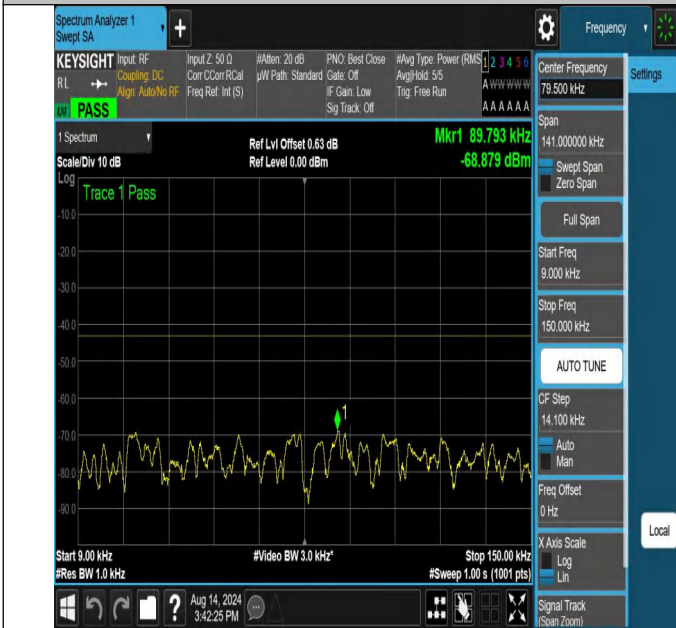 Spectrum Analyzer 1
Swept SA
+
Frequency
KEYSIGHT
RL
PASS
Input: RF
Coupling: DC
Align: Auto/No RF
Input Z: 50 Ω
Corr CCorr RCal
Freq Ref: Int (S)
#Atten: 20 dB
µW Path: Standard
PNO: Best Close
Gate: Off
IF Gain: Low
Sig Track: Off
#Avg Type: Power (RMS
Avg|Hold: 5/5
Trig: Free Run
1 2 3 4 5 6
A W W W W W
A A A A A A
1 Spectrum
Scale/Div 10 dB
Ref Lvl Offset 0.63 dB
Ref Level 0.00 dBm
Mkr1 89.793 kHz
-68.879 dBm
Log
Trace 1 Pass
-10.0
-20.0
-30.0
-40.0
-50.0
-60.0
-70.0
-80.0
-90.0
1
Start 9.00 kHz
#Res BW 1.0 kHz
#Video BW 3.0 kHz*
Stop 150.00 kHz
#Sweep 1.00 s (1001 pts)
Aug 14, 2024
3:42:25 PM
?
Center Frequency
79.500 kHz
Settings
Span
141.000000 kHz
Swept Span
Zero Span
Full Span
Start Freq
9.000 kHz
Stop Freq
150.000 kHz
AUTO TUNE
CF Step
14.100 kHz
Auto
Man
Freq Offset
0 Hz
X Axis Scale
Log
Lin
Local
Signal Track
(Span Zoom)